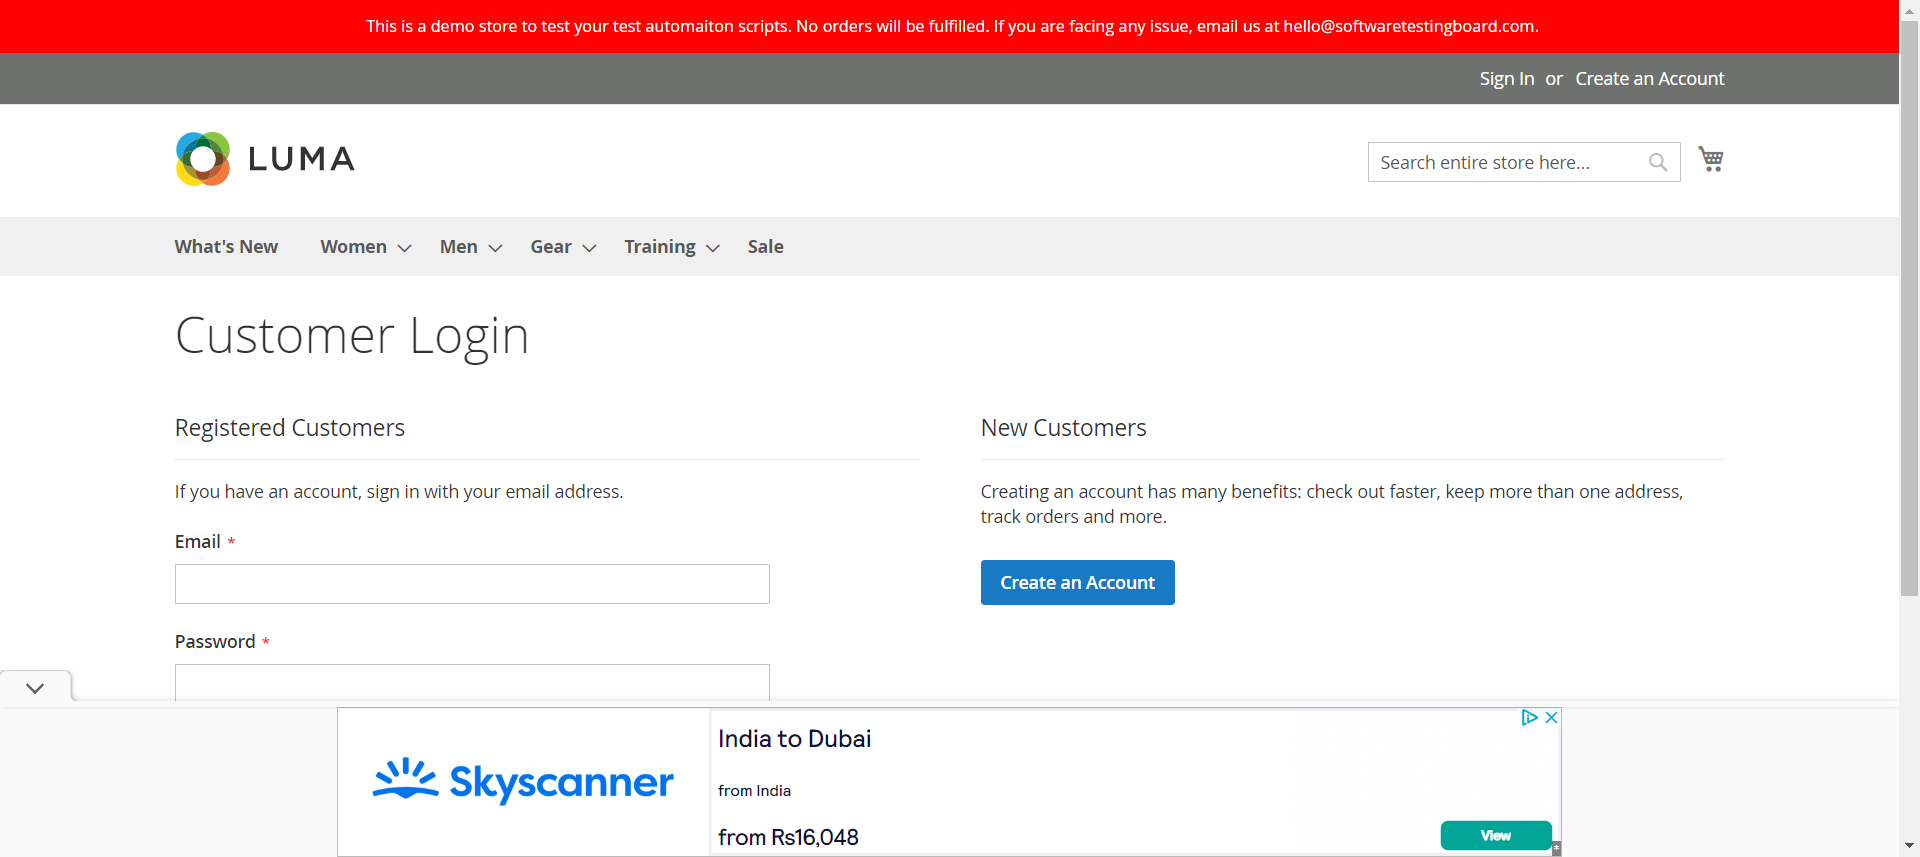 This is a demo store to test your test automaiton scripts. No orders will be fulfilled. If you are facing any issue, email us at hello@softwaretestingboard.com.
Sign In or Create an Account
LUMA
Search entire store here...
What's New Women Men Gear Training Sale
Customer Login
Registered Customers
If you have an account, sign in with your email address.
Email *
Password *
New Customers
Creating an account has many benefits: check out faster, keep more than one address,
track orders and more.
Create an Account
Skyscanner
India to Dubai
from India
from Rs16,048
View